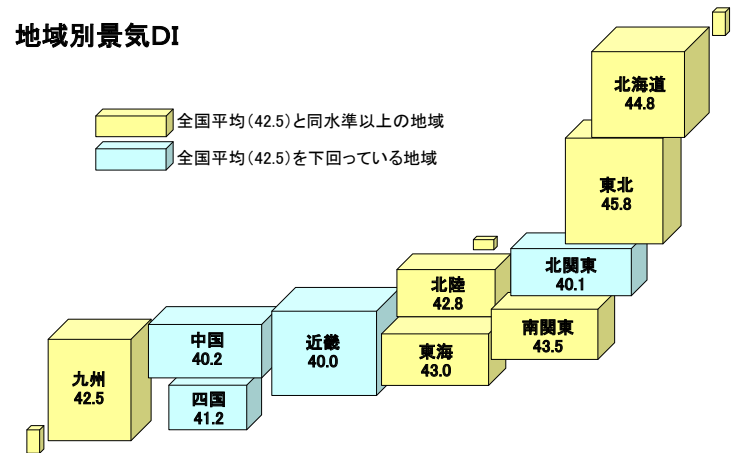 地域別景気DI
全国平均（42.5）と同水準以上の地域
全国平均（42.5）を下回っている地域
北海道
44.8
東北
45.8
北関東
40.1
北陸
42.8
南関東
43.5
東海
43.0
近畿
40.0
中国
40.2
四国
41.2
九州
42.5